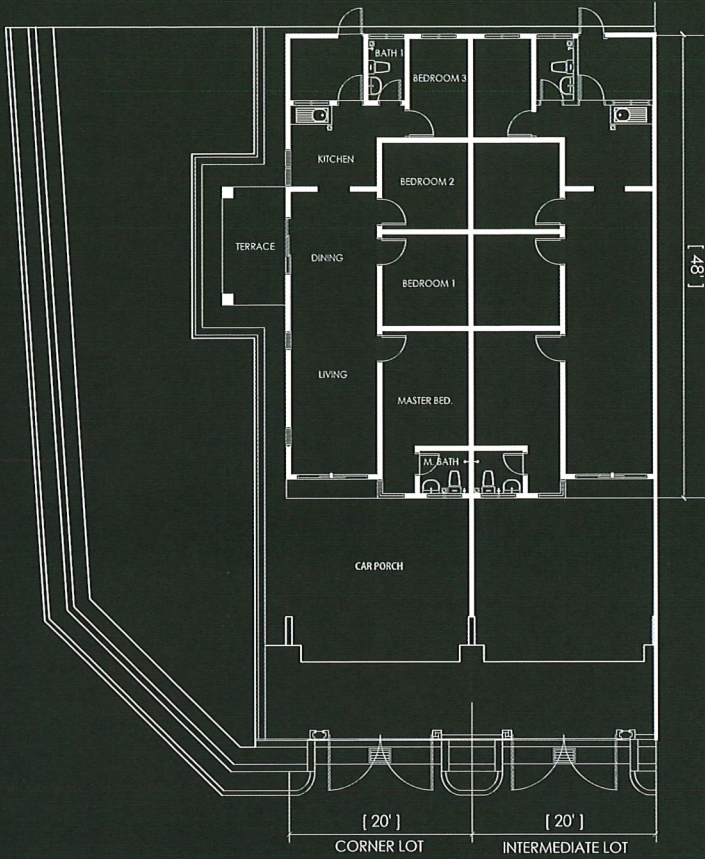 BATH 1
BEDROOM 3
KITCHEN
BEDROOM 2
TERRACE
DINING
BEDROOM 1
[ 48' ]
LIVING
MASTER BED.
M. BATH
CAR PORCH
[ 20' ]
[ 20' ]
CORNER LOT
INTERMEDIATE LOT